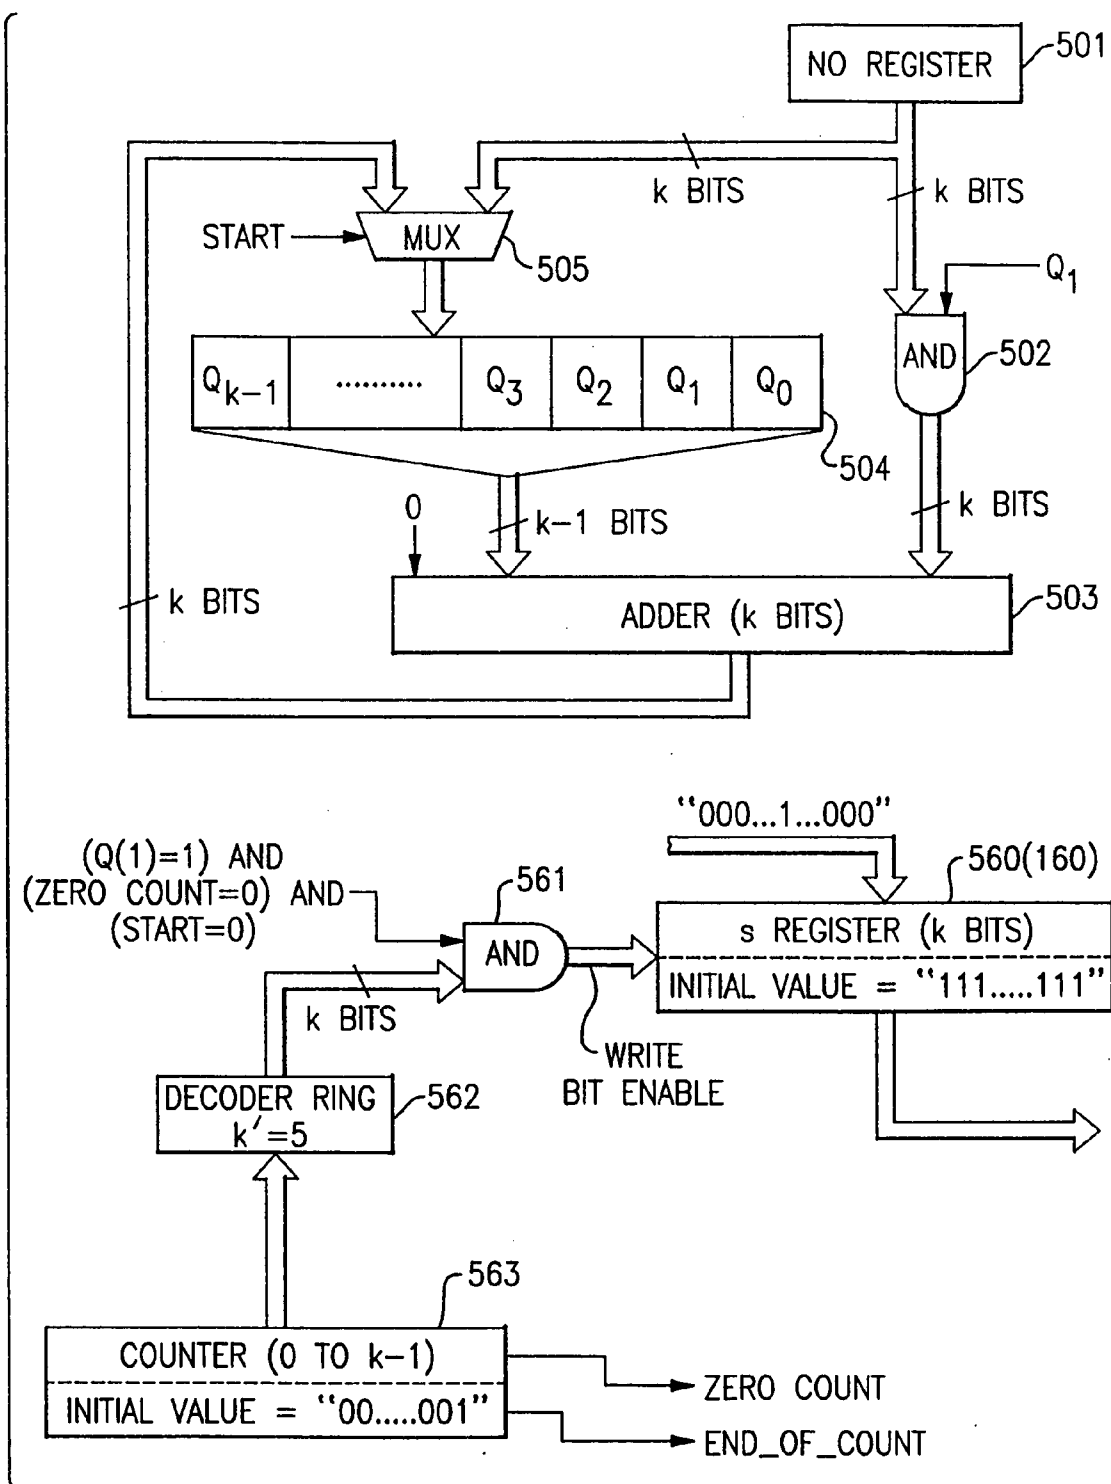 NO REGISTER
501
k BITS
k BITS
START
MUX
505
Q1
AND
502
Qk-1
..........
Q3
Q2
Q1
Q0
504
0
k-1 BITS
k BITS
k BITS
ADDER (k BITS)
503
"000...1...000"
(Q(1)=1) AND
(ZERO COUNT=0) AND
(START=0)
561
560(160)
AND
s REGISTER (k BITS)
INITIAL VALUE = "111.....111"
k BITS
WRITE
BIT ENABLE
DECODER RING
k'=5
562
563
COUNTER (0 TO k-1)
INITIAL VALUE = "00.....001"
ZERO COUNT
END_OF_COUNT